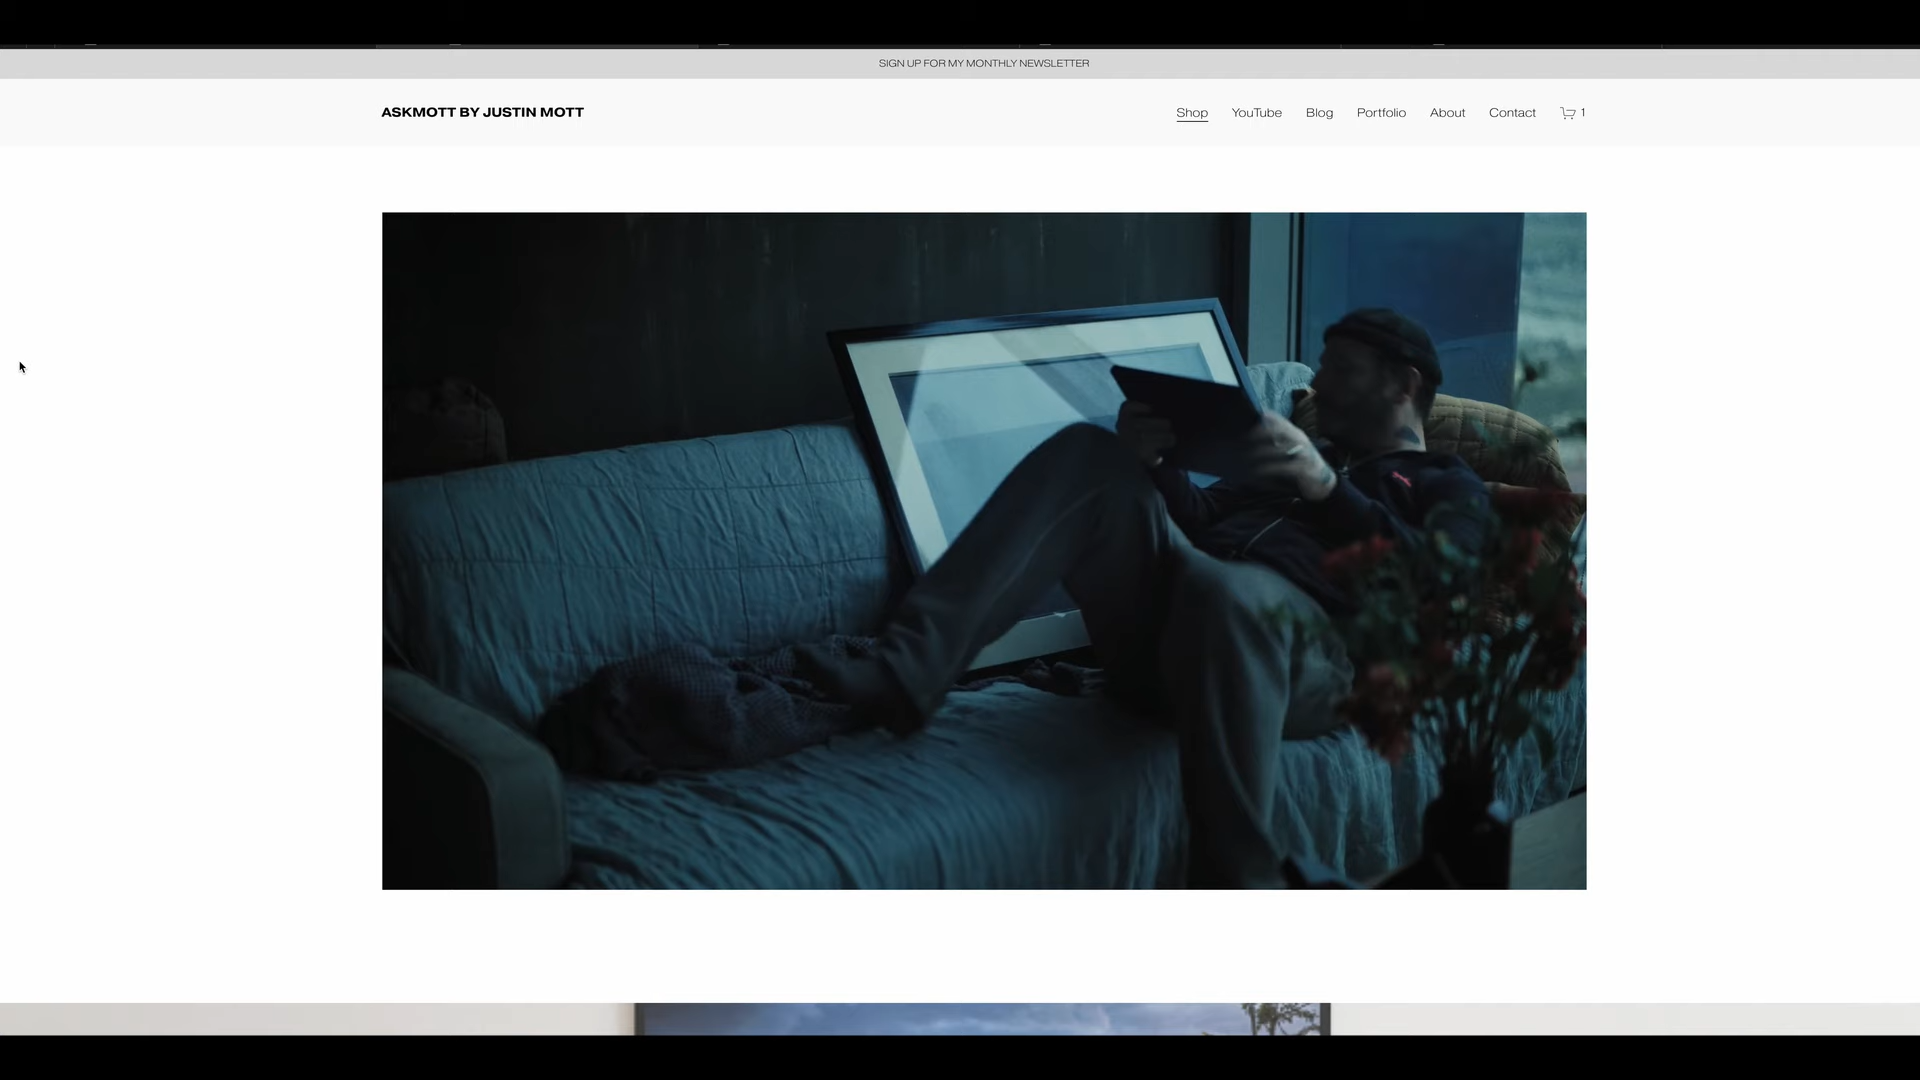 SIGN UP FOR MY MONTHLY NEWSLETTER
ASKMOTT BY JUSTIN MOTT
Shop YouTube Blog Portfolio About Contact 1